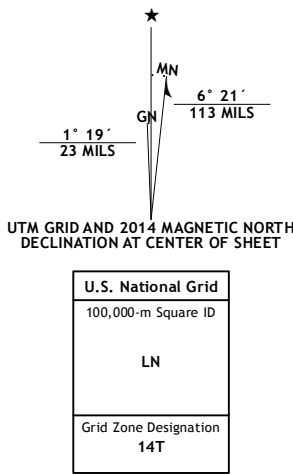 MN
GN
6° 21´
113 MILS
1° 19´
23 MILS
UTM GRID AND 2014 MAGNETIC NORTH
DECLINATION AT CENTER OF SHEET
U.S. National Grid
100,000-m Square ID
LN
Grid Zone Designation
14T